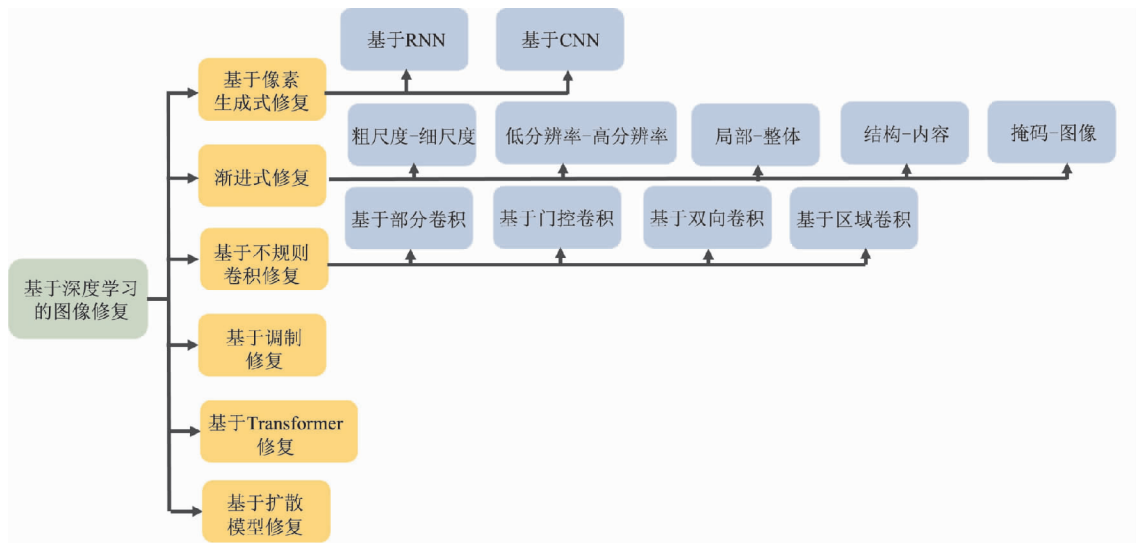 基于RNN
基于CNN
基于像素
生成式修复
粗尺度-细尺度
低分辨率-高分辨率
局部-整体
结构-内容
掩码-图像
渐进式修复
基于部分卷积
基于门控卷积
基于双向卷积
基于区域卷积
基于不规则
卷积修复
基于深度学习
的图像修复
基于调制
修复
基于Transformer
修复
基于扩散
模型修复